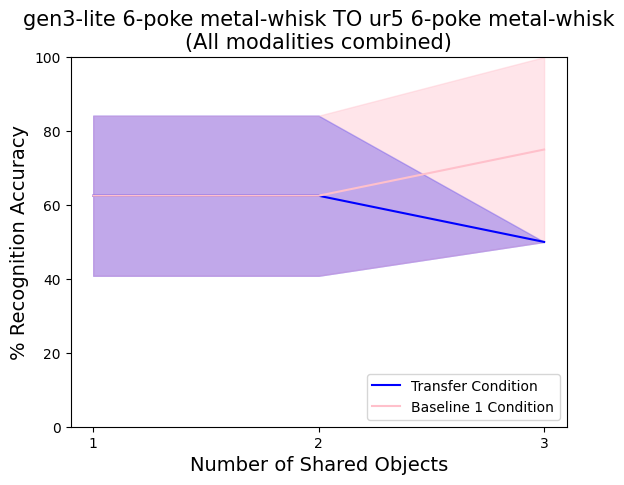 gen3-lite 6-poke metal-whisk TO ur5 6-poke metal-whisk
(All modalities combined)
% Recognition Accuracy
100
80
60
40
20
0
1
2
3
Number of Shared Objects
Transfer Condition
Baseline 1 Condition